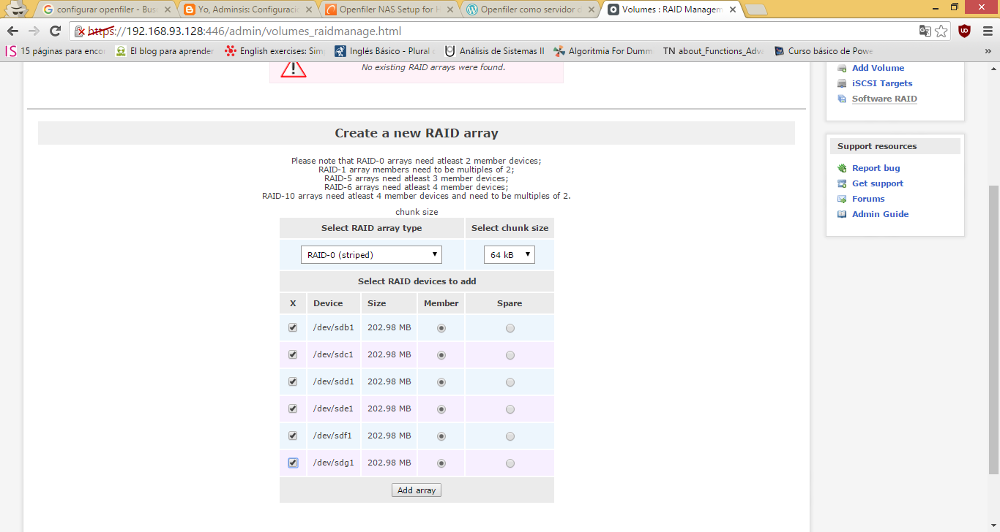 configurar openfiler - Bus
Yo, Adminsis: Configuraci
Openfiler NAS Setup for H
Openfiler como servidor d
Volumes : RAID Managem
https://192.168.93.128:446/admin/volumes_raidmanage.html
15 páginas para enco
El blog para aprender
English exercises: Sim
Inglés Básico - Plural
Análisis de Sistemas II
Algoritmia For Dumm
TN about_Functions_Adv
Curso básico de Powe
»
No existing RAID arrays were found.
Create a new RAID array
Please note that RAID-0 arrays need atleast 2 member devices;
RAID-1 array members need to be multiples of 2;
RAID-5 arrays need atleast 3 member devices;
RAID-6 arrays need atleast 4 member devices;
RAID-10 arrays need atleast 4 member devices and need to be multiples of 2.
chunk size
Select RAID array type Select chunk size
RAID-0 (striped) 64 kB
Select RAID devices to add
X Device Size Member Spare
/dev/sdb1 202.98 MB
/dev/sdc1 202.98 MB
/dev/sdd1 202.98 MB
/dev/sde1 202.98 MB
/dev/sdf1 202.98 MB
/dev/sdg1 202.98 MB
Add array
Add Volume
iSCSI Targets
Software RAID
Support resources
Report bug
Get support
Forums
Admin Guide